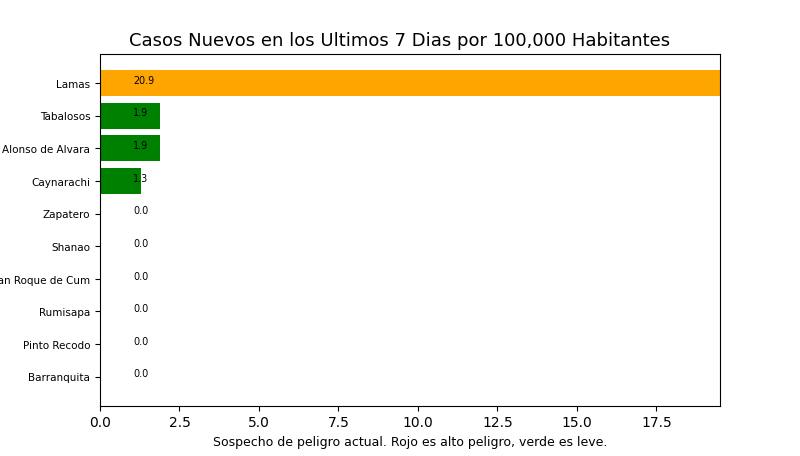 Casos Nuevos en los Ultimos 7 Dias por 100,000 Habitantes
Lamas 20.9
Tabalosos 1.9
Alonso de Alvara 1.9
Caynarachi 1.3
Zapatero 0.0
Shanao 0.0
an Roque de Cum 0.0
Rumisapa 0.0
Pinto Recodo 0.0
Barranquita 0.0
0.0 2.5 5.0 7.5 10.0 12.5 15.0 17.5
Sospecho de peligro actual. Rojo es alto peligro, verde es leve.